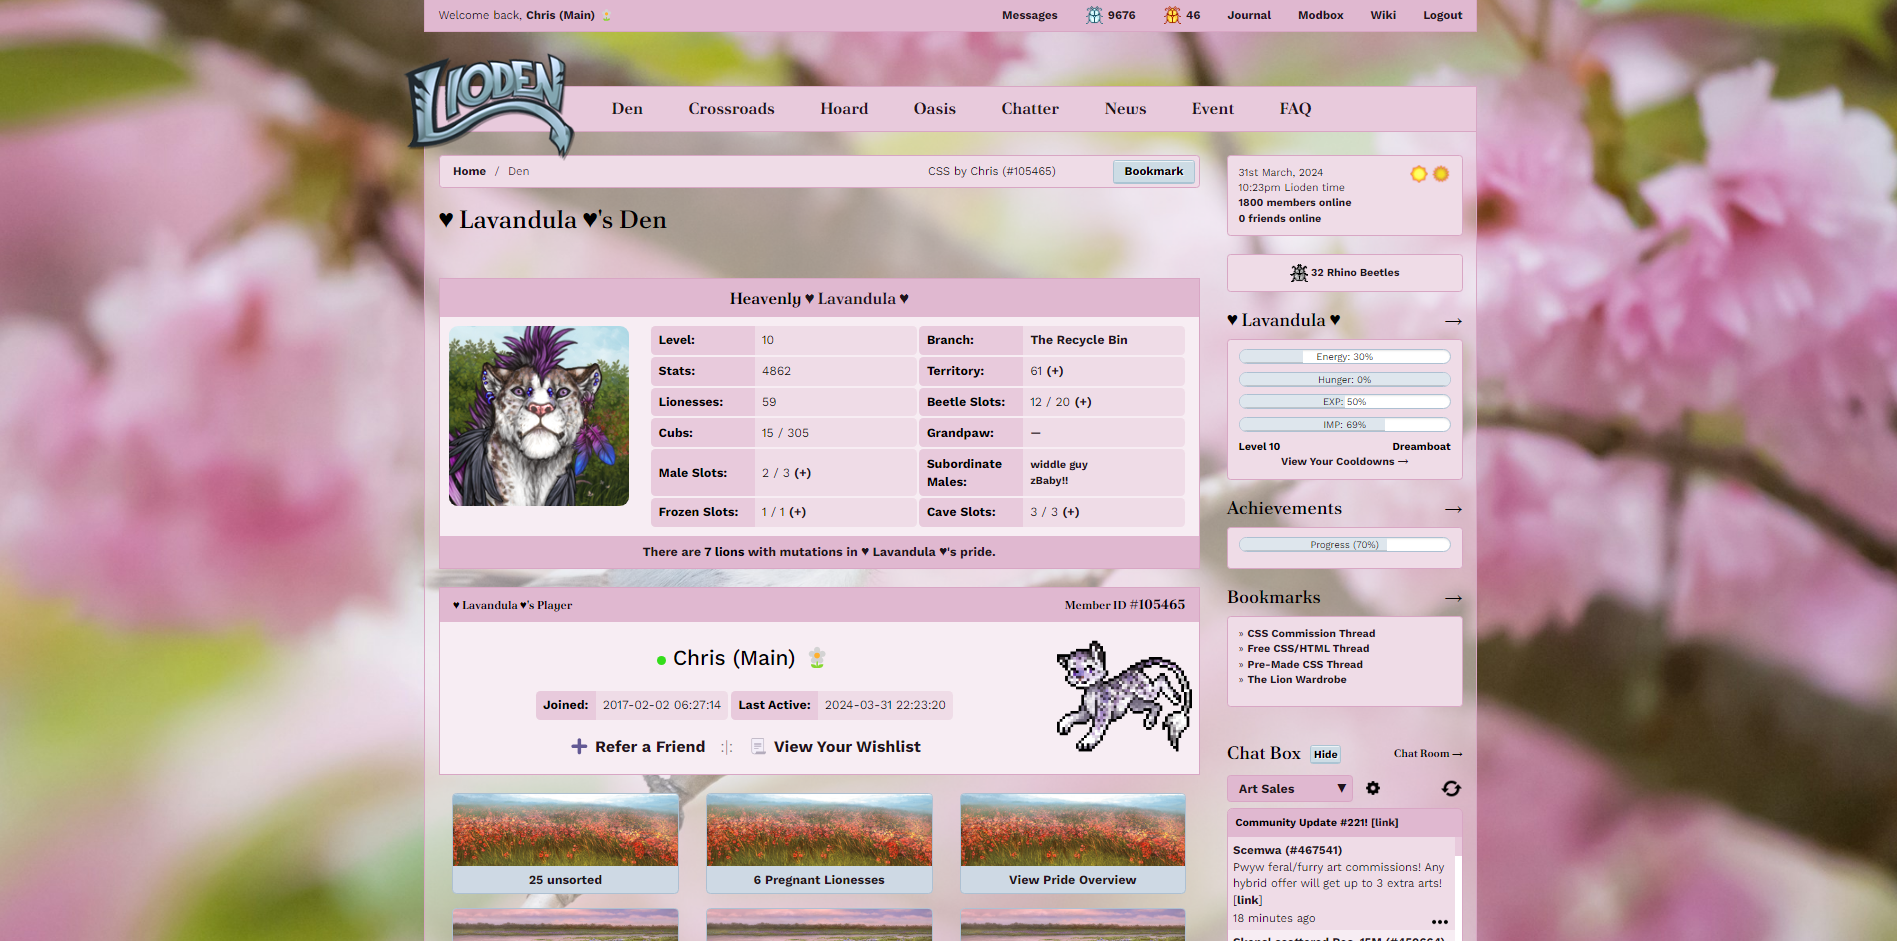 Welcome back, Chris (Main)
Messages 9676 46 Journal Modbox Wiki Logout
LIODEN
Den Crossroads Hoard Oasis Chatter News Event FAQ
Home / Den CSS by Chris (#105465) Bookmark
♥ Lavandula ♥'s Den
Heavenly ♥ Lavandula ♥
Level: 10 Branch: The Recycle Bin
Stats: 4862 Territory: 61 (+)
Lionesses: 59 Beetle Slots: 12 / 20 (+)
Cubs: 15 / 305 Grandpaw: —
Male Slots: 2 / 3 (+) Subordinate Males: widdle guy
zBaby!!
Frozen Slots: 1 / 1 (+) Cave Slots: 3 / 3 (+)
There are 7 lions with mutations in ♥ Lavandula ♥'s pride.
♥ Lavandula ♥'s Player Member ID #105465
Chris (Main)
Joined: 2017-02-02 06:27:14 Last Active: 2024-03-31 22:23:20
Refer a Friend :|: View Your Wishlist
25 unsorted 6 Pregnant Lionesses View Pride Overview
31st March, 2024
10:23pm Lioden time
1800 members online
0 friends online
32 Rhino Beetles
♥ Lavandula ♥ →
Energy: 30%
Hunger: 0%
EXP: 50%
IMP: 69%
Level 10 Dreamboat
View Your Cooldowns →
Achievements →
Progress (70%)
Bookmarks →
» CSS Commission Thread
» Free CSS/HTML Thread
» Pre-Made CSS Thread
» The Lion Wardrobe
Chat Box Hide Chat Room →
Art Sales ▼
Community Update #221! [link]
Scemwa (#467541)
Pwyw feral/furry art commissions! Any
hybrid offer will get up to 3 extra arts!
[link]
18 minutes ago